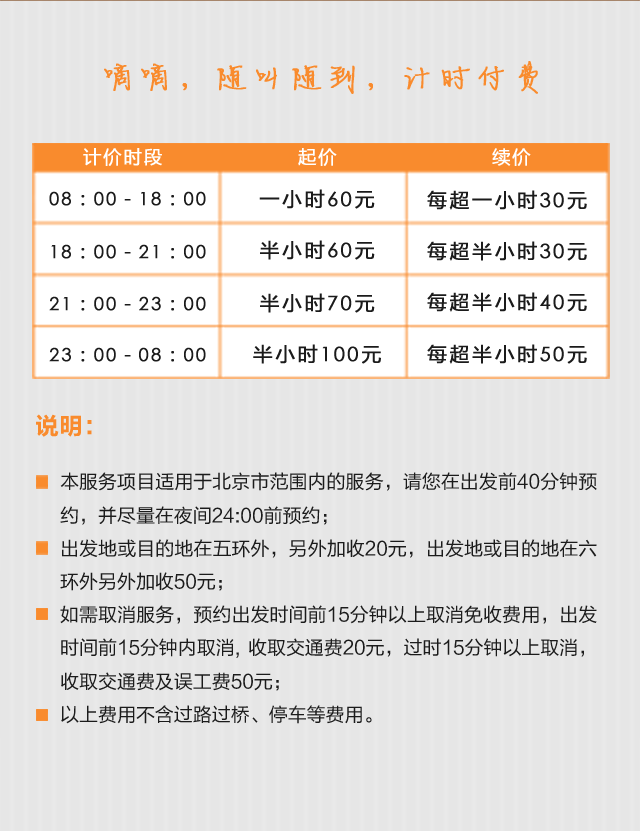 嘀嘀，随叫随到，计时付费
计价时段 起价 续价
08：00 - 18：00 一小时60元 每超一小时30元
18：00 - 21：00 半小时60元 每超半小时30元
21：00 - 23：00 半小时70元 每超半小时40元
23：00 - 08：00 半小时100元 每超半小时50元
说明：
本服务项目适用于北京市范围内的服务，请您在出发前40分钟预
约，并尽量在夜间24:00前预约；
出发地或目的地在五环外，另外加收20元，出发地或目的地在六
环外另外加收50元；
如需取消服务，预约出发时间前15分钟以上取消免收费用，出发
时间前15分钟内取消, 收取交通费20元，过时15分钟以上取消，
收取交通费及误工费50元；
以上费用不含过路过桥、停车等费用。